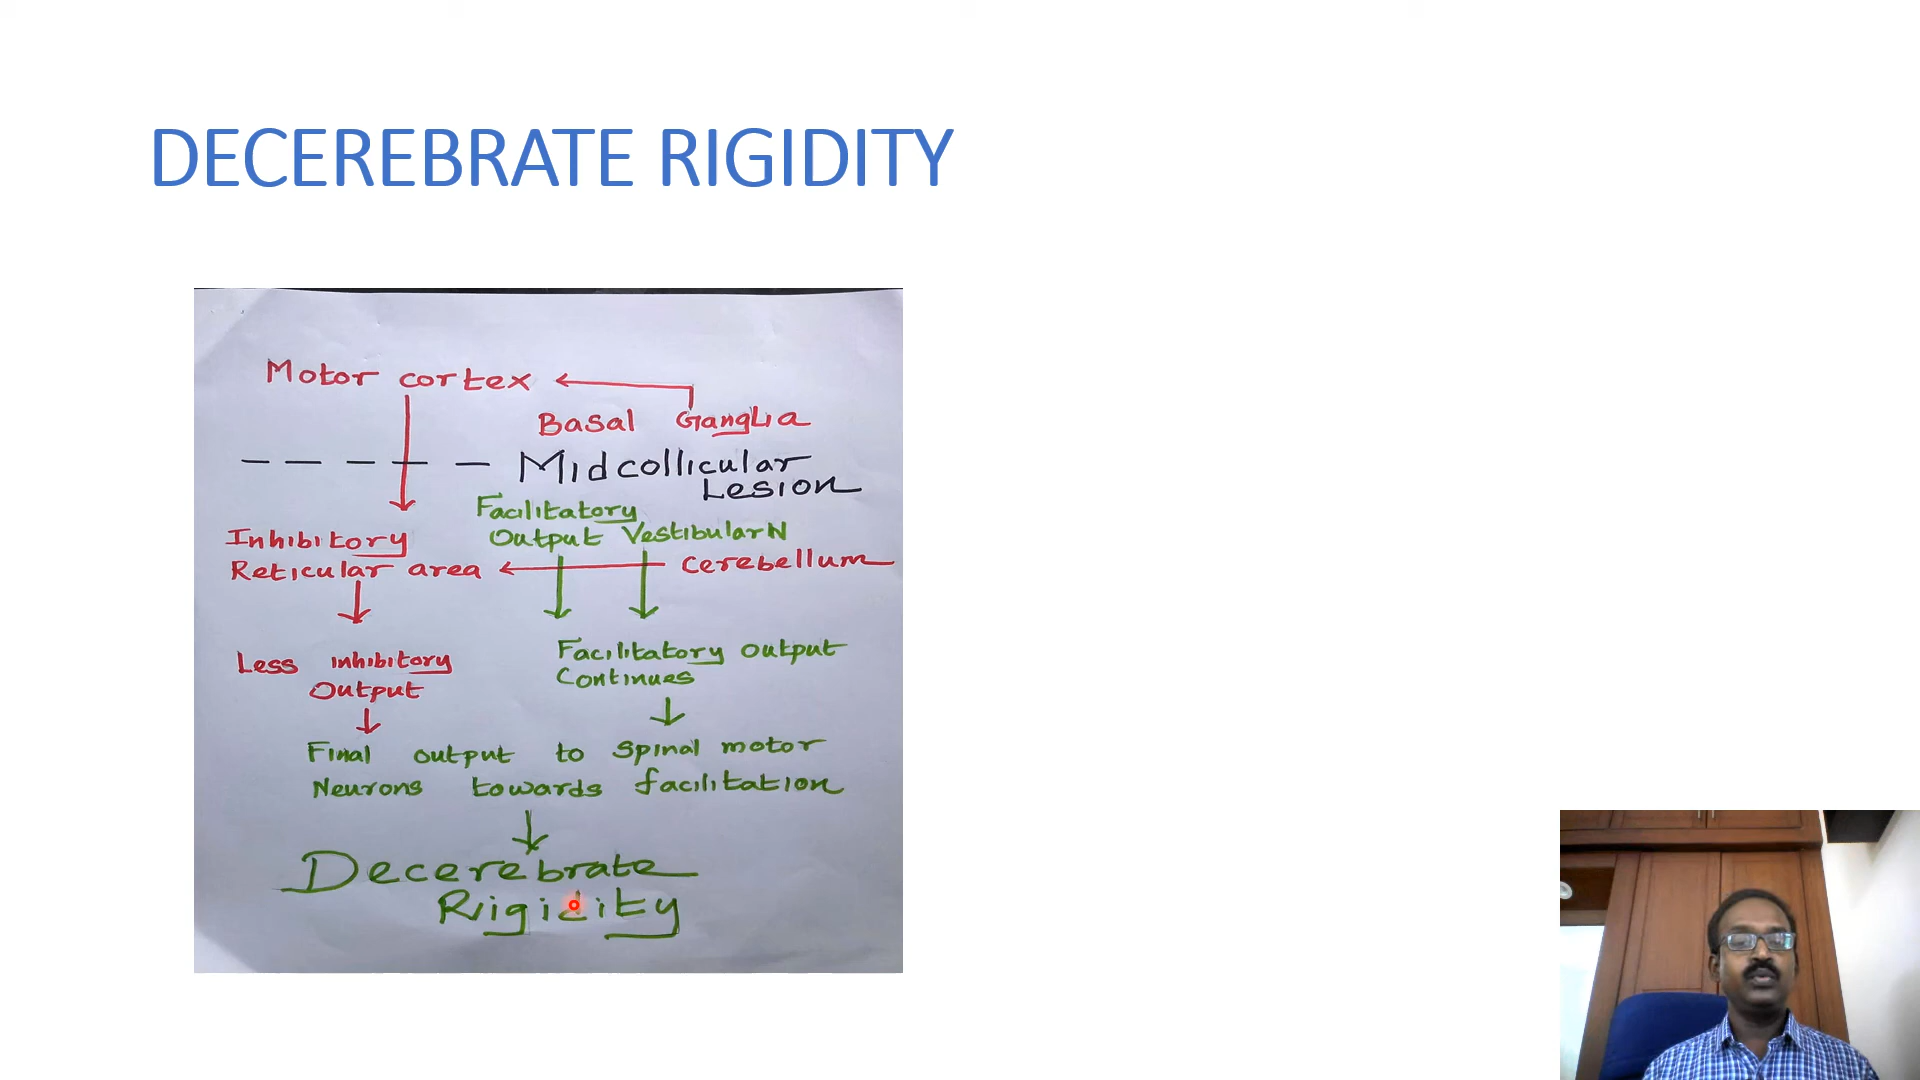 DECEREBRATE RIGIDITY
Motor cortex
Basal Ganglia
Midcollicular
Lesion
Facilitatory
Output Vestibular N
Inhibitory
Reticular area
Cerebellum
Less inhibitory
Output
Facilitatory output
Continues
Final output to spinal motor
Neurons towards facilitation
Decerebrate
Rigidity